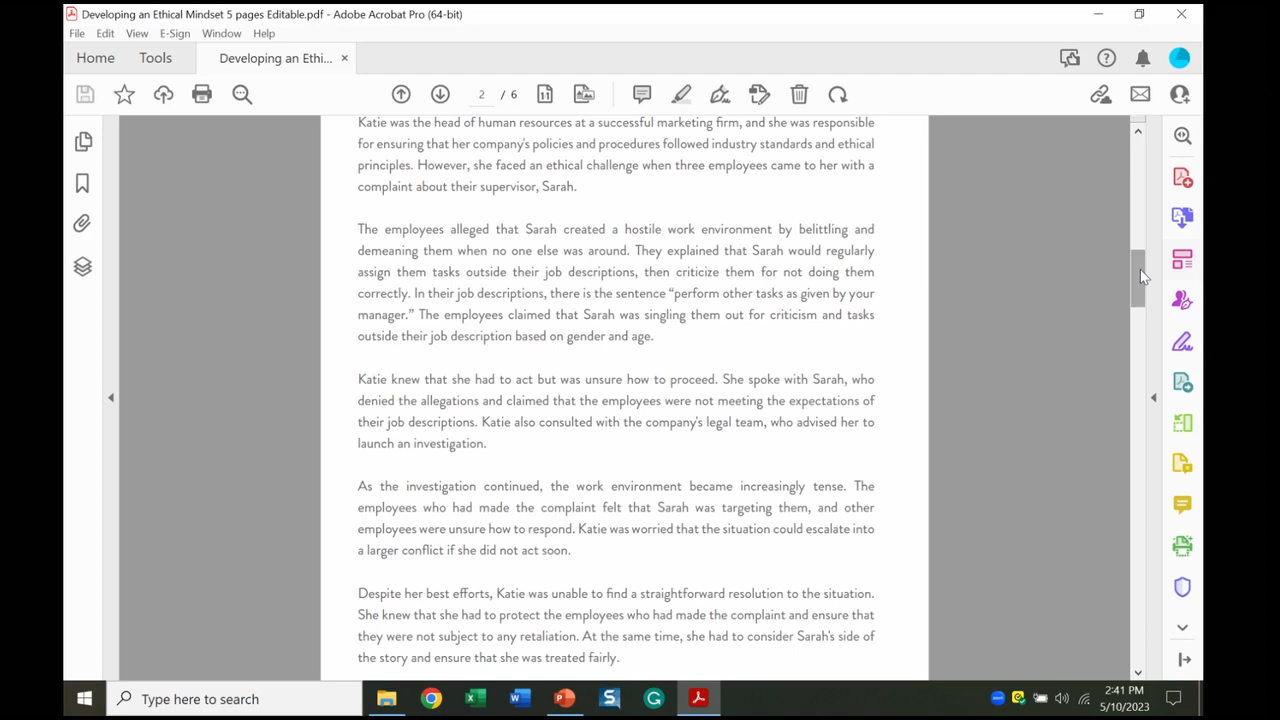 Developing an Ethical Mindset 5 pages Editable.pdf - Adobe Acrobat Pro (64-bit)
File Edit View E-Sign Window Help
Home Tools Developing an Ethi... ×
2 / 6
Katie was the head of human resources at a successful marketing firm, and she was responsible
for ensuring that her company's policies and procedures followed industry standards and ethical
principles. However, she faced an ethical challenge when three employees came to her with a
complaint about their supervisor, Sarah.
The employees alleged that Sarah created a hostile work environment by belittling and
demeaning them when no one else was around. They explained that Sarah would regularly
assign them tasks outside their job descriptions, then criticize them for not doing them
correctly. In their job descriptions, there is the sentence “perform other tasks as given by your
manager.” The employees claimed that Sarah was singling them out for criticism and tasks
outside their job description based on gender and age.
Katie knew that she had to act but was unsure how to proceed. She spoke with Sarah, who
denied the allegations and claimed that the employees were not meeting the expectations of
their job descriptions. Katie also consulted with the company's legal team, who advised her to
launch an investigation.
As the investigation continued, the work environment became increasingly tense. The
employees who had made the complaint felt that Sarah was targeting them, and other
employees were unsure how to respond. Katie was worried that the situation could escalate into
a larger conflict if she did not act soon.
Despite her best efforts, Katie was unable to find a straightforward resolution to the situation.
She knew that she had to protect the employees who had made the complaint and ensure that
they were not subject to any retaliation. At the same time, she had to consider Sarah's side of
the story and ensure that she was treated fairly.
Type here to search
2:41 PM
5/10/2023